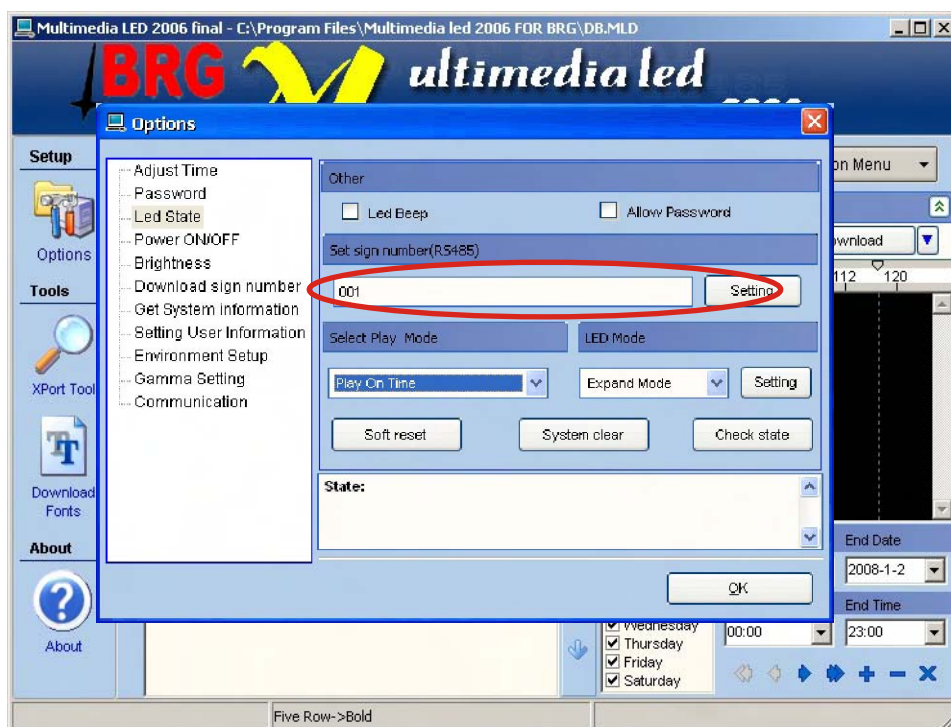 Multimedia LED 2006 final - C:\Program Files\Multimedia led 2006 FOR BRG\DB.MLD
BRG Multimedia led
Options
Setup
Options
Tools
XPort Tool
Download Fonts
About
About
Adjust Time
Password
Led State
Power ON/OFF
Brightness
Download sign number
Get System information
Setting User Information
Environment Setup
Gamma Setting
Communication
Other
Led Beep
Allow Password
Set sign number(RS485)
001
Setting
Select Play Mode
LED Mode
Play On Time
Expand Mode
Setting
Soft reset
System clear
Check state
State:
OK
Menu
112
120
End Date
2008-1-2
End Time
Wednesday
00:00
23:00
Thursday
Friday
Saturday
Five Row->Bold